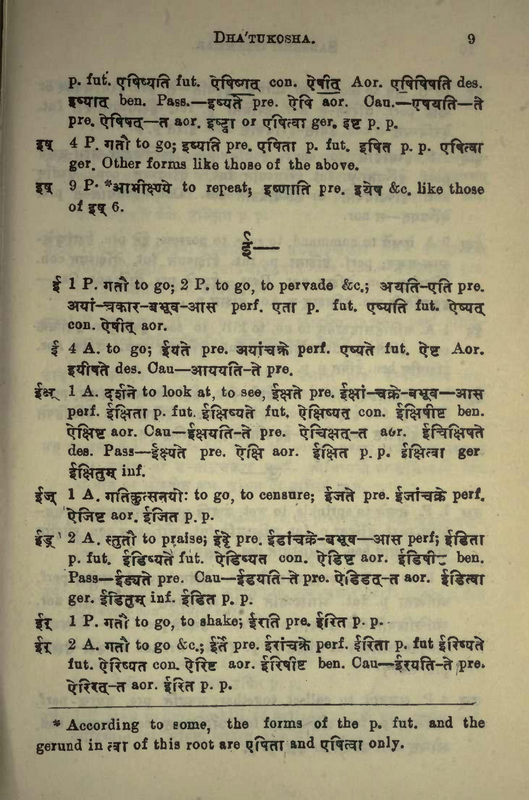 DHA'TUKOSHA. 9
p. fut. एषिष्यति fut. ऐषिष्यत् con. ऐषीत् Aor. एषिषिषति des.
इष्यात् ben. Pass.—इष्यते pre. ऐषि aor. Cau.—एषयति—ते
pre. ऐषिषत्—त aor. इष्ट्वा or एषित्वा ger. इष्ट p. p.
इष् 4 P. गतौ to go; इष्यति pre. एषिता p. fut. इषित p. p. एषित्वा
ger. Other forms like those of the above.
इष् 9 P. *आभीक्ष्ण्ये to repeat; इष्णाति pre. इयेष &c. like those
of इष् 6.
ई—
ई 1 P. गतौ to go; 2 P. to go, to pervade &c.; अयति-एति pre.
अयां-चकार-बभूव-आस perf. एता p. fut. एष्यति fut. ऐष्यत्
con. ऐषीत् aor.
ई 4 A. to go; ईयते pre. अयांचक्रे perf. एष्यते fut. ऐष्ट Aor.
इयीषते des. Cau—आययति-ते pre.
ईक्ष् 1 A. दर्शने to look at, to see, ईक्षते pre. ईक्षां-चक्रे-बभूव—आस
perf. ईक्षिता p. fut. ईक्षिष्यते fut. ऐक्षिष्यत् con. ईक्षिषीष्ट ben.
ऐक्षिष्ट aor. Cau—ईक्षयति-ते pre. ऐचिक्षत्-त aor. ईचिक्षिषते
des. Pass—ईक्ष्यते pre. ऐक्षि aor. ईक्षित p. p. ईक्षित्वा ger
ईक्षितुम् inf.
ईज् 1 A. गतिकुत्सनयोः to go, to censure; ईजते pre. ईजांचक्रे perf.
ऐजिष्ट aor. ईजित p. p.
ईड् 2 A. स्तुतौ to praise; ईट्टे pre. ईडांचक्रे-बभूव—आस perf; ईडिता
p. fut. ईडिष्यते fut. ऐडिष्यत con. ऐडिष्ट aor. ईडिषीष्ट ben.
Pass—ईड्यते pre. Cau—ईडयति-ते pre. ऐडिडत्-त aor. ईडित्वा
ger. ईडितुम् inf. ईडित p. p.
ईर् 1 P. गतौ to go, to shake; ईरति pre. ईरित p. p.
ईर् 2 A. गतौ to go &c.; ईर्ते pre. ईरांचक्रे perf. ईरिता p. fut ईरिष्यते
fut. ऐरिष्यत con. ऐरिष्ट aor. ईरिषीष्ट ben. Cau—ईरयति-ते pre.
ऐरिरत्-त aor. ईरित p. p.
* According to some, the forms of the p. fut. and the
gerund in त्वा of this root are एषिता and एषित्वा only.